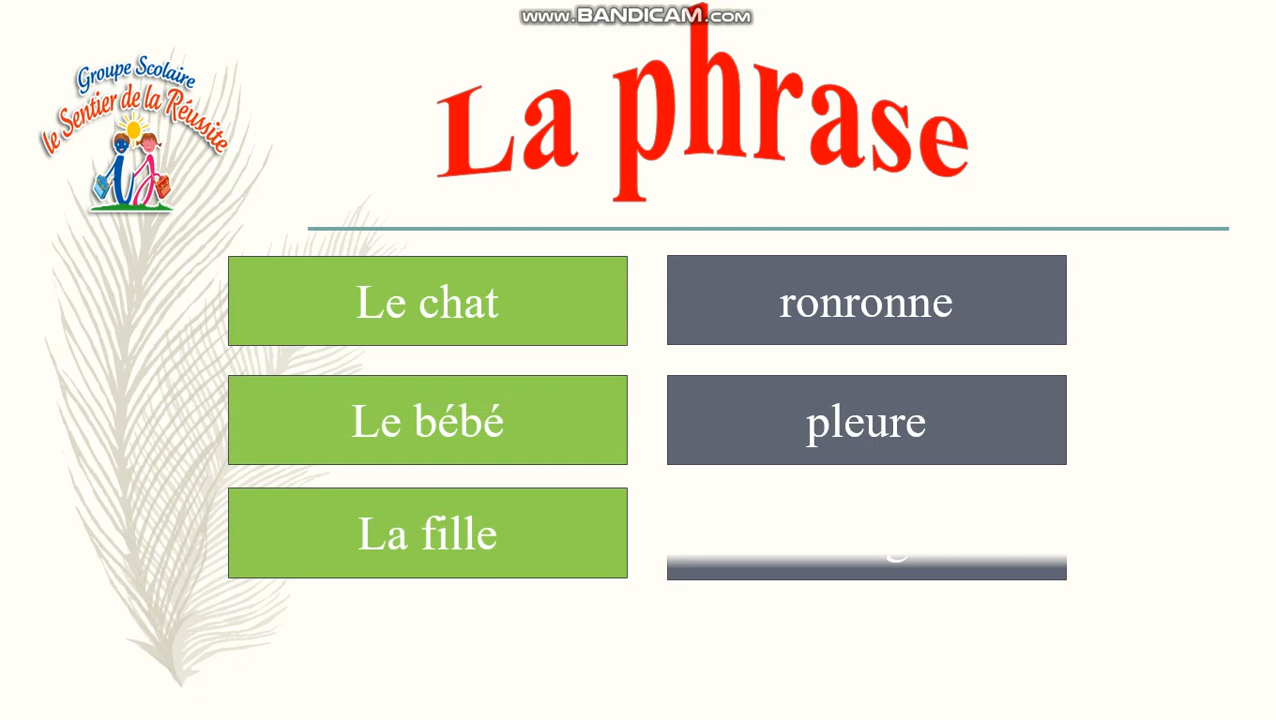 www.BANDICAM.com
Groupe Scolaire
le Sentier de la Réussite
La phrase
Le chat
ronronne
Le bébé
pleure
La fille